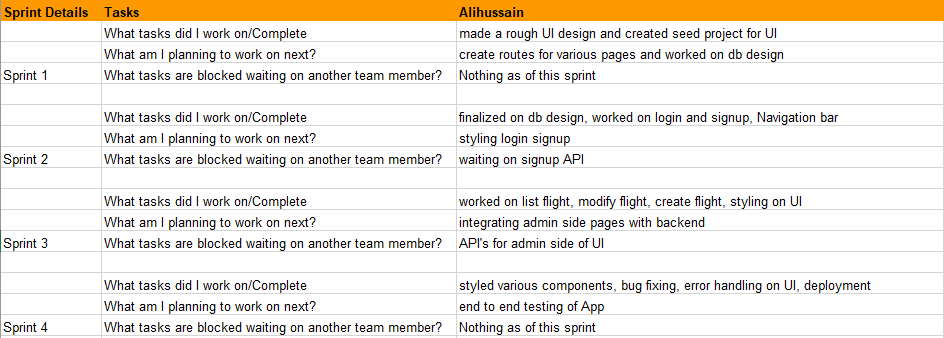 Sprint Details Tasks Alihussain
What tasks did I work on/Complete made a rough UI design and created seed project for UI
What am I planning to work on next? create routes for various pages and worked on db design
Sprint 1 What tasks are blocked waiting on another team member? Nothing as of this sprint
What tasks did I work on/Complete finalized on db design, worked on login and signup, Navigation bar
What am I planning to work on next? styling login signup
Sprint 2 What tasks are blocked waiting on another team member? waiting on signup API
What tasks did I work on/Complete worked on list flight, modify flight, create flight, styling on UI
What am I planning to work on next? integrating admin side pages with backend
Sprint 3 What tasks are blocked waiting on another team member? API's for admin side of UI
What tasks did I work on/Complete styled various components, bug fixing, error handling on UI, deployment
What am I planning to work on next? end to end testing of App
Sprint 4 What tasks are blocked waiting on another team member? Nothing as of this sprint